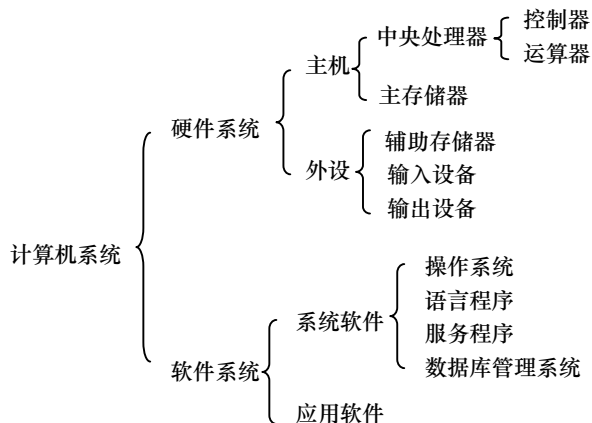 控制器
中央处理器
运算器
主机
主存储器
硬件系统
辅助存储器
外设
输入设备
输出设备
计算机系统
操作系统
语言程序
系统软件
服务程序
数据库管理系统
软件系统
应用软件